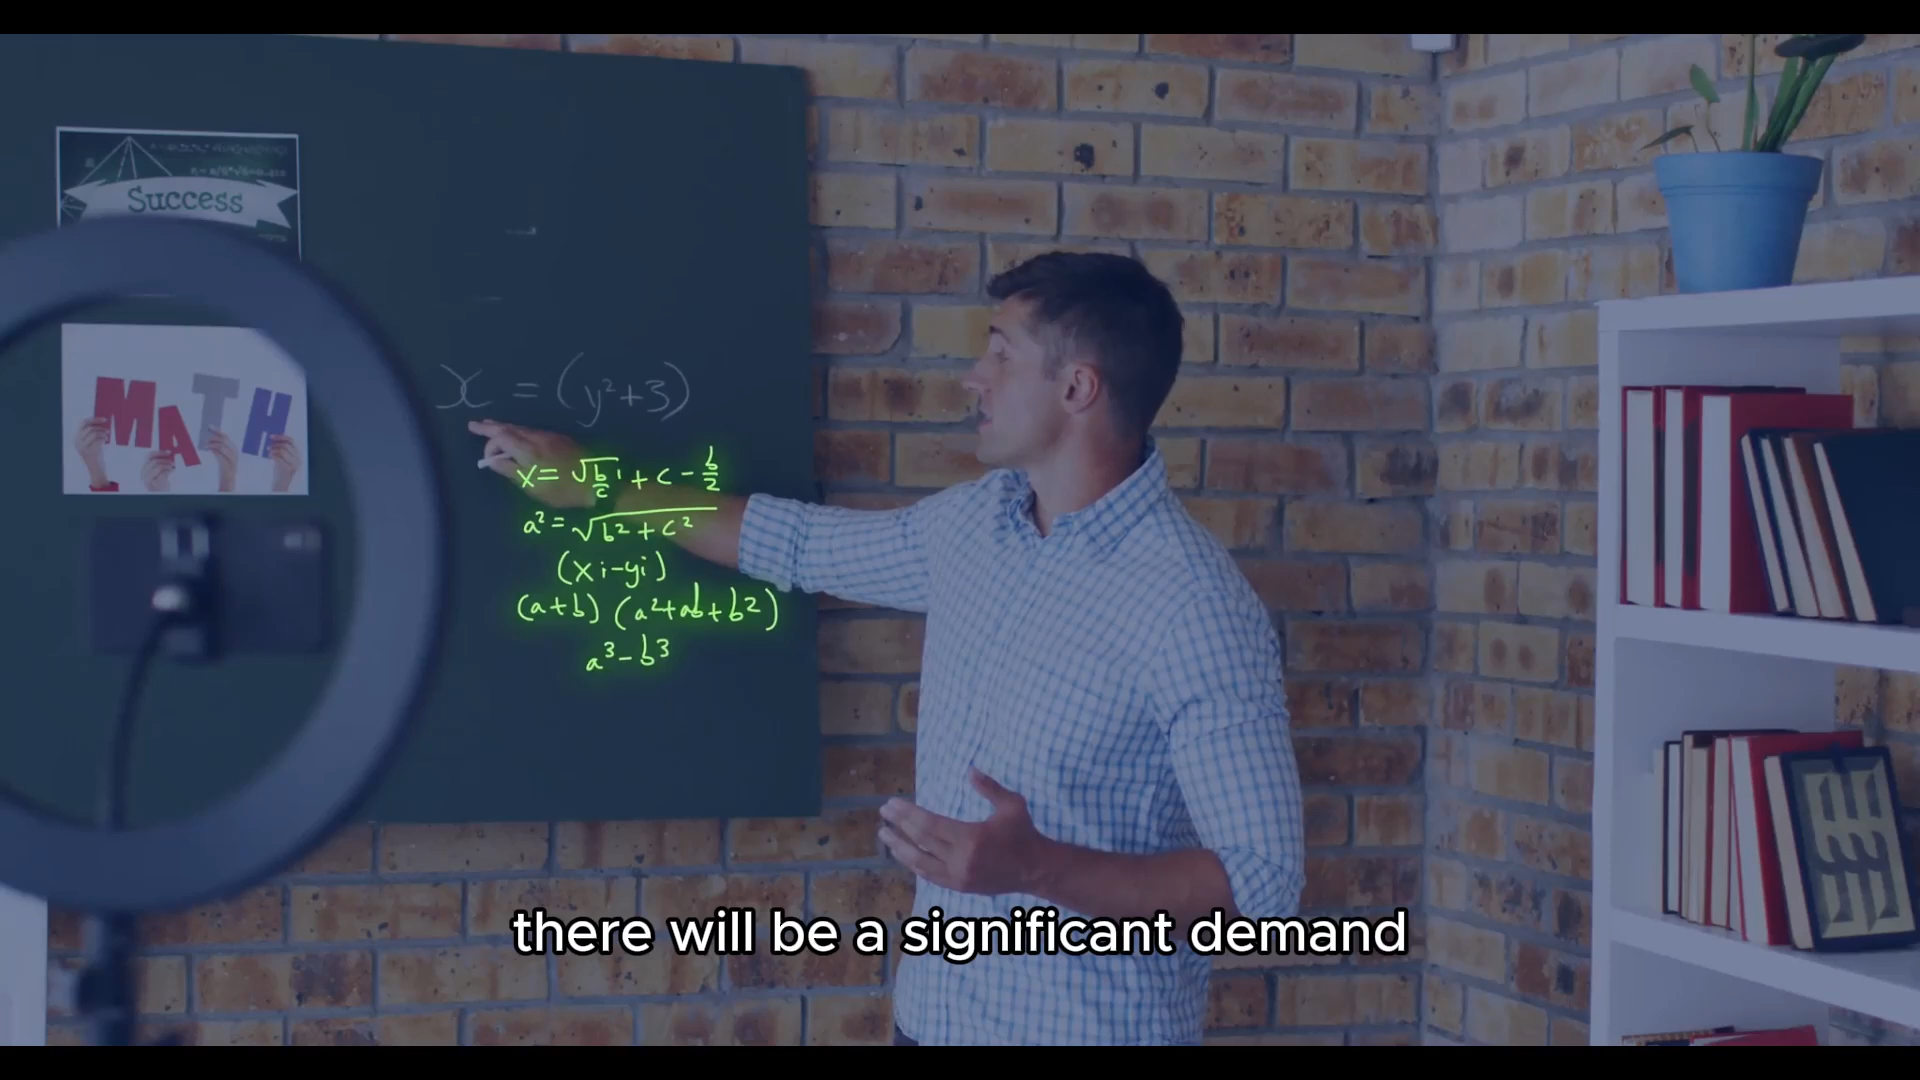 Success
MATH
x = (y²+3)
x = √b/c + c - b/2
a² = √b² + c²
(xi-yi)
(a+b) (a²+ab+b²)
a³-b³
there will be a significant demand